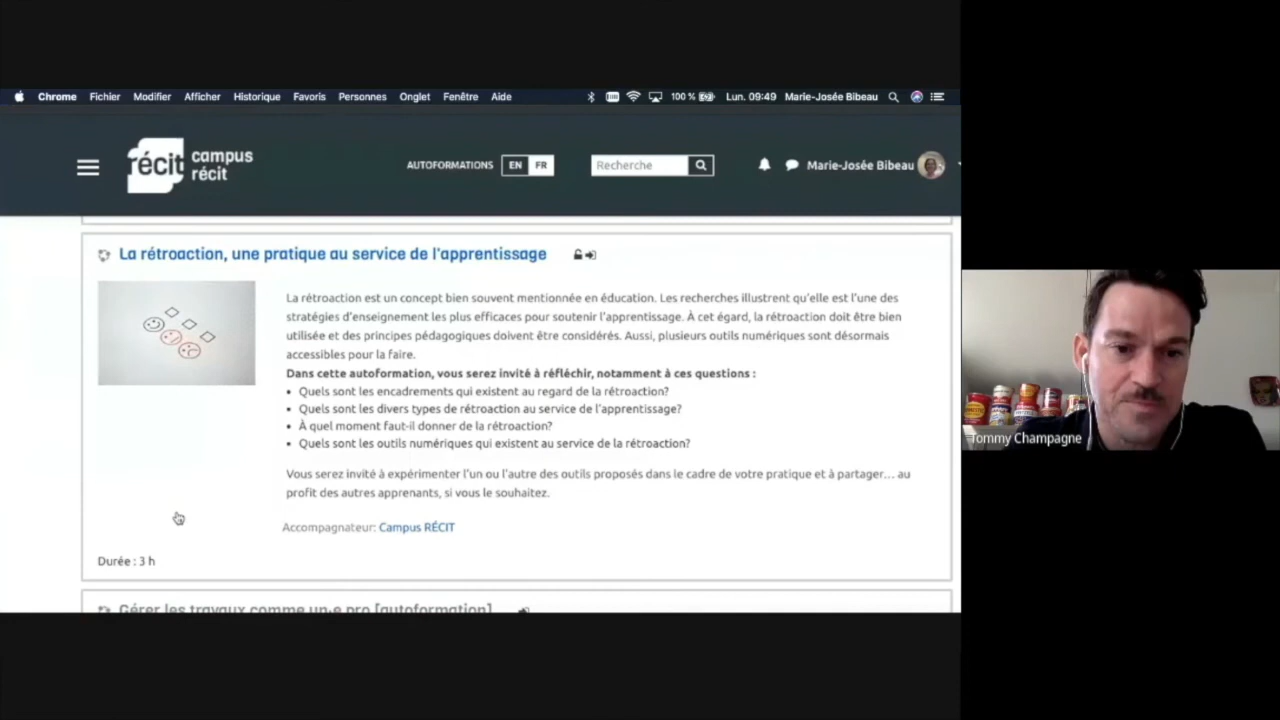 Chrome Fichier Modifier Afficher Historique Favoris Personnes Onglet Fenêtre Aide 100 % Lun. 09:49 Marie-Josée Bibeau
récit campus récit
AUTOFORMATIONS EN FR Recherche Marie-Josée Bibeau
La rétroaction, une pratique au service de l'apprentissage
La rétroaction est un concept bien souvent mentionnée en éducation. Les recherches illustrent qu'elle est l'une des
stratégies d'enseignement les plus efficaces pour soutenir l'apprentissage. À cet égard, la rétroaction doit être bien
utilisée et des principes pédagogiques doivent être considérés. Aussi, plusieurs outils numériques sont désormais
accessibles pour la faire.
Dans cette autoformation, vous serez invité à réfléchir, notamment à ces questions :
• Quels sont les encadrements qui existent au regard de la rétroaction?
• Quels sont les divers types de rétroaction au service de l'apprentissage?
• À quel moment faut-il donner de la rétroaction?
• Quels sont les outils numériques qui existent au service de la rétroaction?
Vous serez invité à expérimenter l'un ou l'autre des outils proposés dans le cadre de votre pratique et à partager... au
profit des autres apprenants, si vous le souhaitez.
Accompagnateur: Campus RÉCIT
Durée : 3 h
Gérer les travaux comme un·e pro [autoformation]
Tommy Champagne